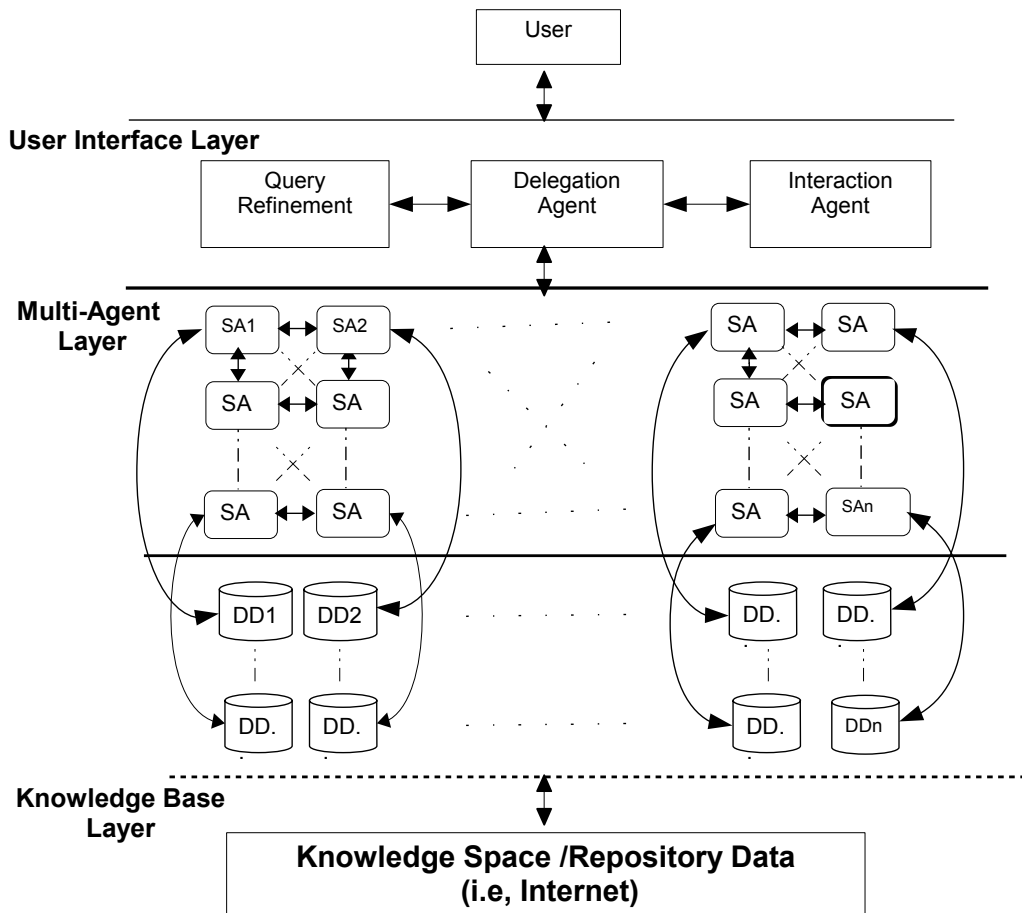 User
User Interface Layer
Query
Refinement
Delegation
Agent
Interaction
Agent
Multi-Agent
Layer
SA1
SA2
SA
SA
SA
SA
SA
SA
SA
SA
SA
SAn
DD1
DD2
DD.
DD.
DD.
DD.
DD.
DDn
Knowledge Base
Layer
Knowledge Space /Repository Data
(i.e, Internet)